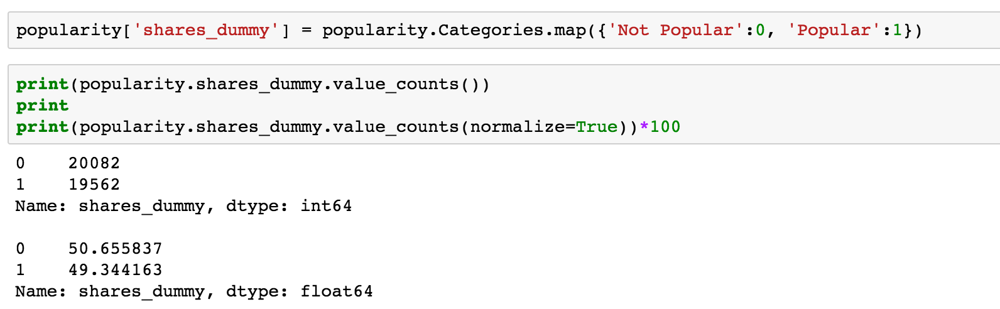 popularity['shares_dummy'] = popularity.Categories.map({'Not Popular':0, 'Popular':1})
print(popularity.shares_dummy.value_counts())
print
print(popularity.shares_dummy.value_counts(normalize=True))*100
0    20082
1    19562
Name: shares_dummy, dtype: int64
0    50.655837
1    49.344163
Name: shares_dummy, dtype: float64